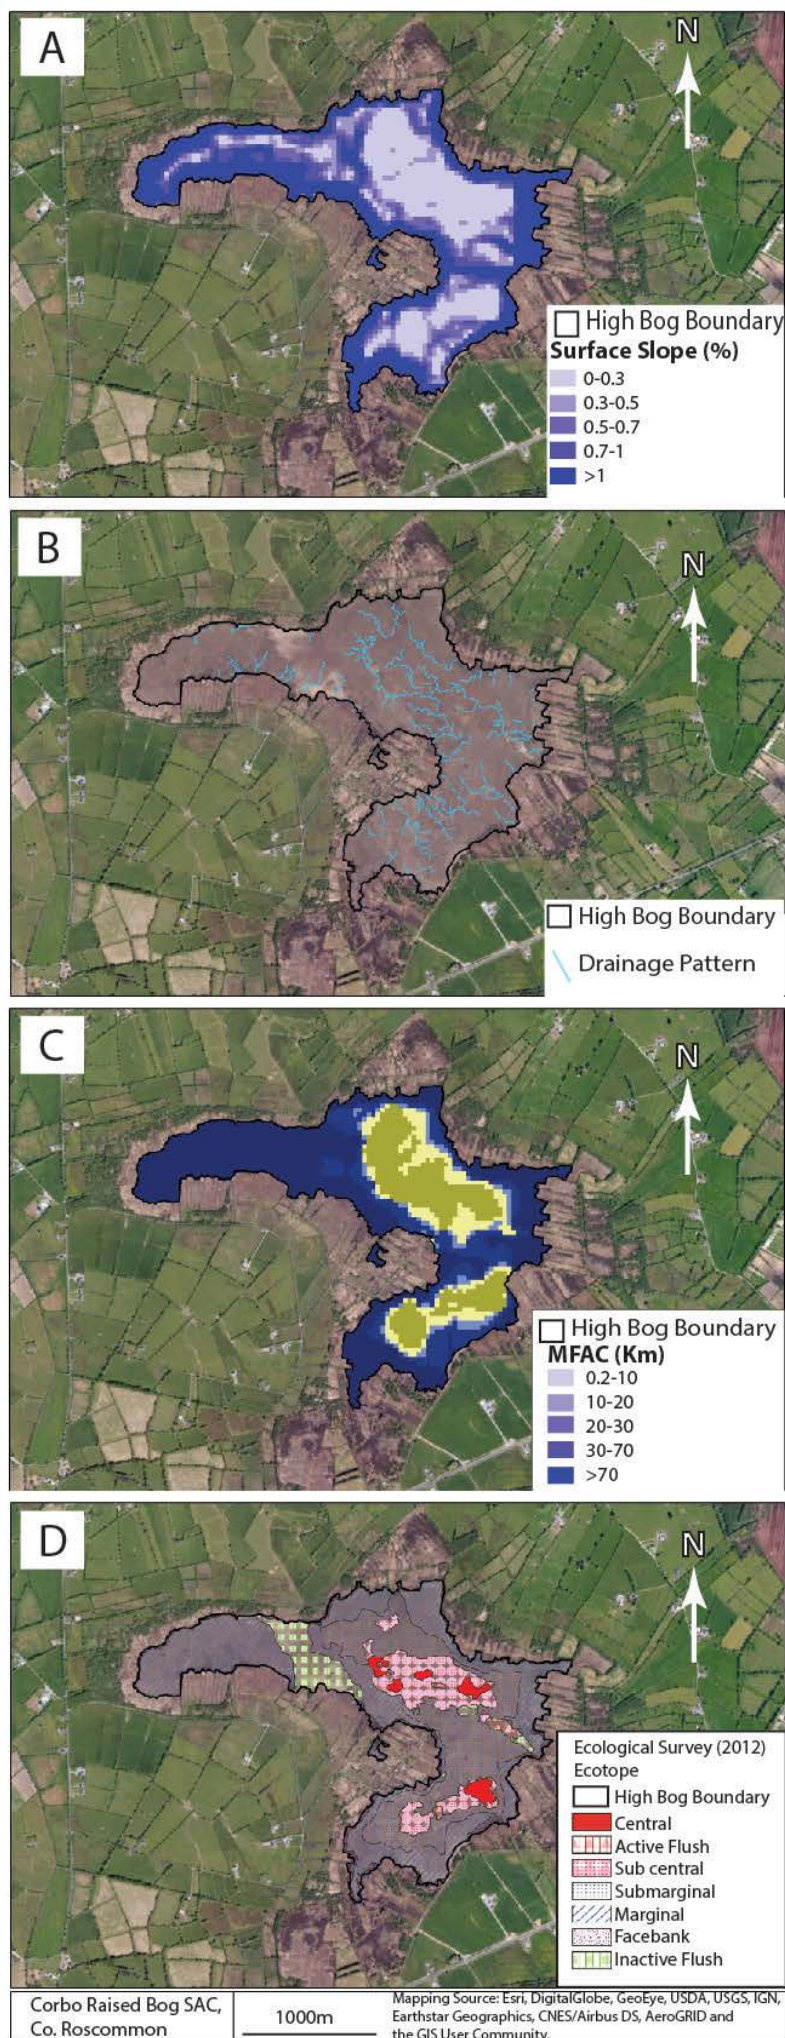 A
N
High Bog Boundary
Surface Slope (%)
0-0.3
0.3-0.5
0.5-0.7
0.7-1
>1
B
N
High Bog Boundary
Drainage Pattern
C
N
High Bog Boundary
MFAC (Km)
0.2-10
10-20
20-30
30-70
>70
D
N
Ecological Survey (2012)
Ecotope
High Bog Boundary
Central
Active Flush
Sub central
Submarginal
Marginal
Facebank
Inactive Flush
Corbo Raised Bog SAC,
Co. Roscommon
1000m
Mapping Source: Esri, DigitalGlobe, GeoEye, USDA, USGS, IGN,
Earthstar Geographics, CNES/Airbus DS, AeroGRID and
the GIS User Community.